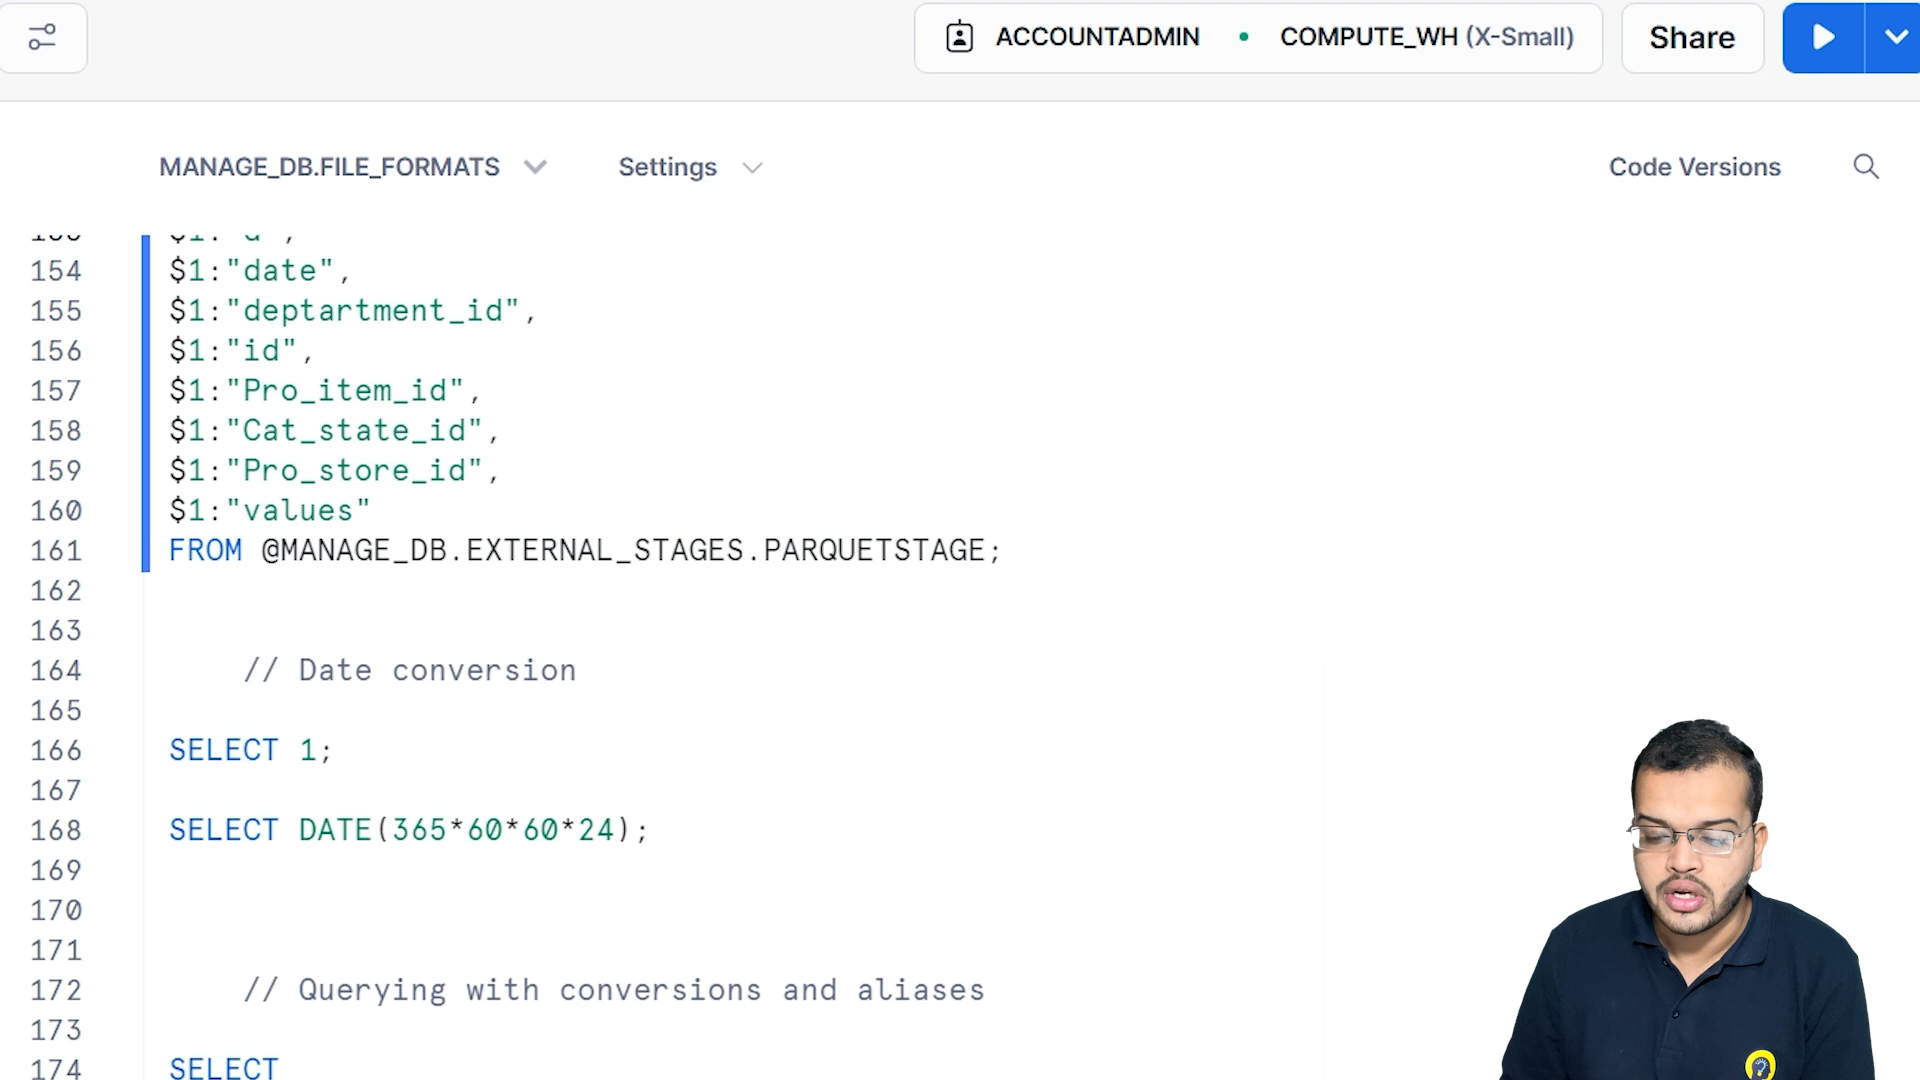 ACCOUNTADMIN • COMPUTE_WH (X-Small)
Share
MANAGE_DB.FILE_FORMATS
Settings
Code Versions
154 $1:"date",
155 $1:"deptartment_id",
156 $1:"id",
157 $1:"Pro_item_id",
158 $1:"Cat_state_id",
159 $1:"Pro_store_id",
160 $1:"values"
161 FROM @MANAGE_DB.EXTERNAL_STAGES.PARQUETSTAGE;
162
163
164 // Date conversion
165
166 SELECT 1;
167
168 SELECT DATE(365*60*60*24);
169
170
171
172 // Querying with conversions and aliases
173
174 SELECT